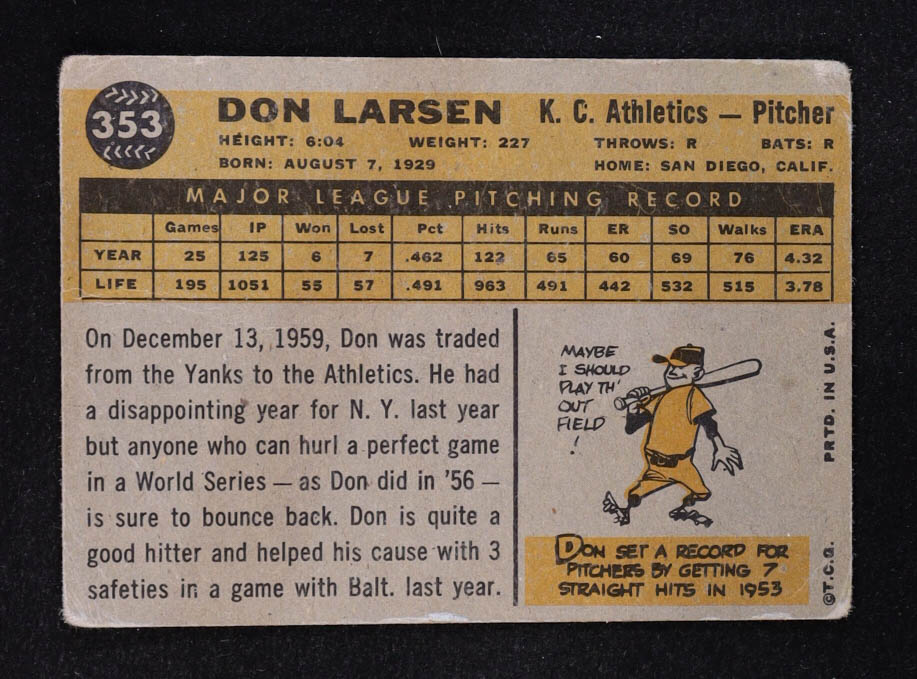 353
DON LARSEN K. C. Athletics — Pitcher
HEIGHT: 6:04 WEIGHT: 227 THROWS: R BATS: R
BORN: AUGUST 7, 1929 HOME: SAN DIEGO, CALIF.
MAJOR LEAGUE PITCHING RECORD
Games IP Won Lost Pct Hits Runs ER SO Walks ERA
YEAR 25 125 6 7 .462 122 65 60 69 76 4.32
LIFE 195 1051 55 57 .491 963 491 442 532 515 3.78
On December 13, 1959, Don was traded
from the Yanks to the Athletics. He had
a disappointing year for N. Y. last year
but anyone who can hurl a perfect game
in a World Series — as Don did in '56 —
is sure to bounce back. Don is quite a
good hitter and helped his cause with 3
safeties in a game with Balt. last year.
MAYBE
I SHOULD
PLAY TH'
OUT
FIELD
!
DON SET A RECORD FOR
PITCHERS BY GETTING 7
STRAIGHT HITS IN 1953
©T.C.G. PRTD. IN U.S.A.